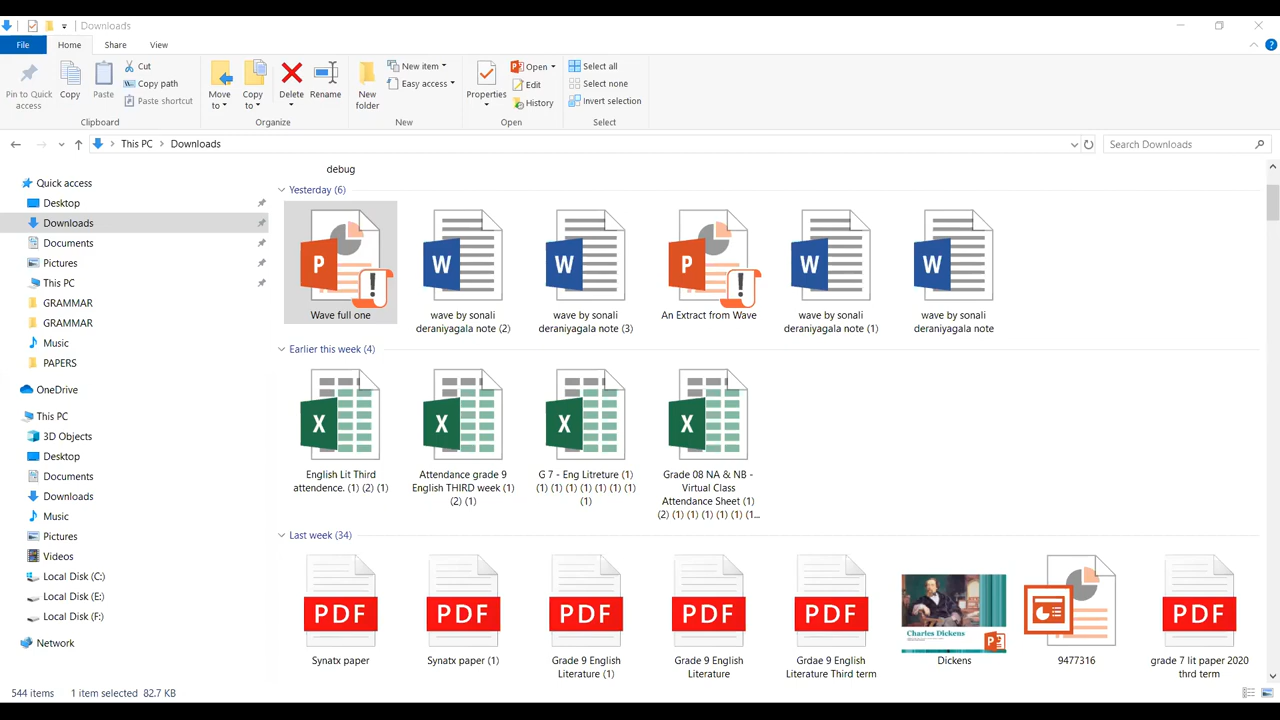 Downloads
File Home Share View
Pin to Quick access
Copy
Paste
Cut
Copy path
Paste shortcut
Clipboard
Move to
Copy to
Delete
Rename
Organize
New folder
New item
Easy access
New
Properties
Open
Edit
History
Open
Select all
Select none
Invert selection
Select
This PC > Downloads
Search Downloads
Quick access
Desktop
Downloads
Documents
Pictures
This PC
GRAMMAR
GRAMMAR
Music
PAPERS
OneDrive
This PC
3D Objects
Desktop
Documents
Downloads
Music
Pictures
Videos
Local Disk (C:)
Local Disk (E:)
Local Disk (F:)
Network
debug
Yesterday (6)
P
Wave full one
W
wave by sonali
deraniyagala note (2)
W
wave by sonali
deraniyagala note (3)
P
An Extract from Wave
W
wave by sonali
deraniyagala note (1)
W
wave by sonali
deraniyagala note
Earlier this week (4)
X
English Lit Third
attendence. (1) (2) (1)
X
Attendance grade 9
English THIRD week (1)
(2) (1)
X
G 7 - Eng Litreture (1)
(1) (1) (1) (1) (1) (1) (1)
(1)
X
Grade 08 NA & NB -
Virtual Class
Attendance Sheet (1)
(2) (1) (1) (1) (1) (1) (1...
Last week (34)
PDF
Synatx paper
PDF
Synatx paper (1)
PDF
Grade 9 English
Literature (1)
PDF
Grade 9 English
Literature
PDF
Grdae 9 English
Literature Third term
Charles Dickens
Dickens
9477316
PDF
grade 7 lit paper 2020
thrd term
544 items 1 item selected 82.7 KB